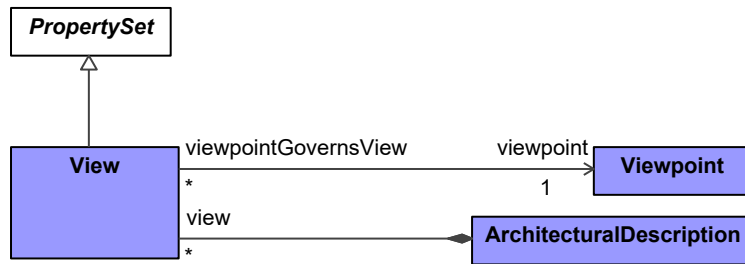 PropertySet
viewpointGovernsView viewpoint
View Viewpoint
* 1
view
ArchitecturalDescription
*